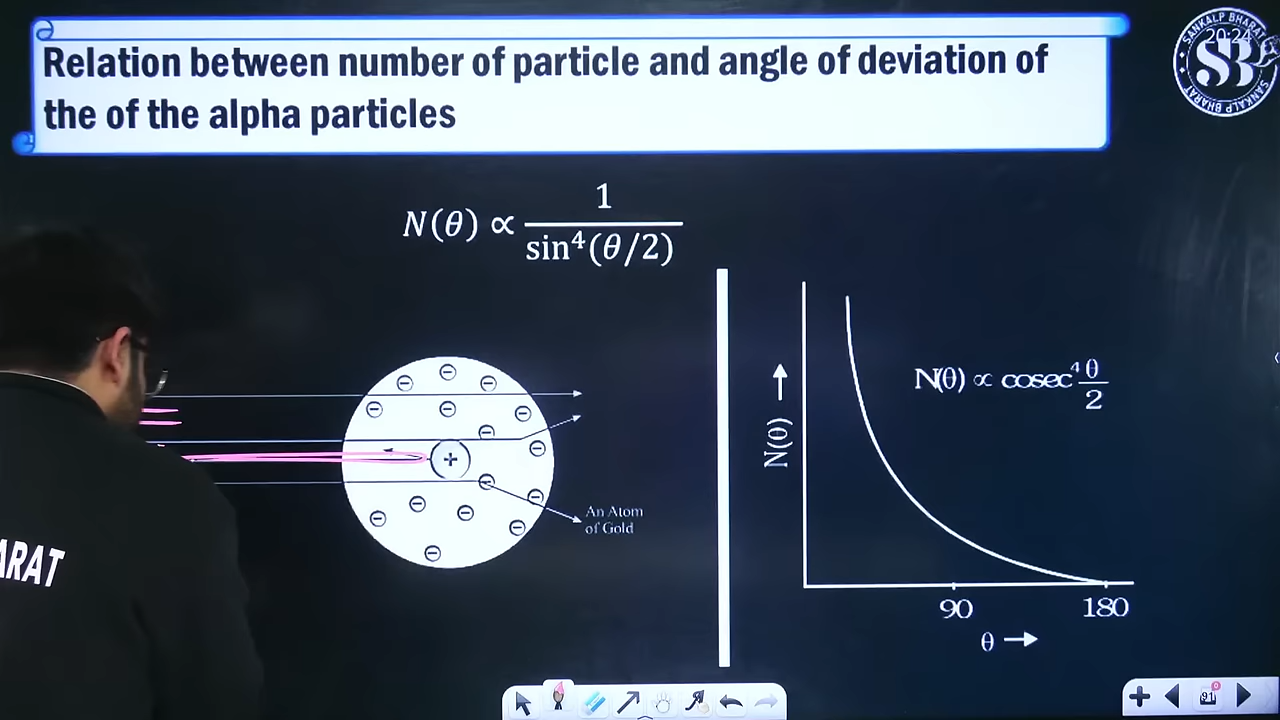 Relation between number of particle and angle of deviation of
the of the alpha particles
SANKALP BHARAT
20:24
SB
SANKALP BHARAT
N(θ) ∝ 1/sin⁴(θ/2)
An Atom
of Gold
N(θ)
N(θ) ∝ cosec⁴ θ/2
90
180
θ
ARAT